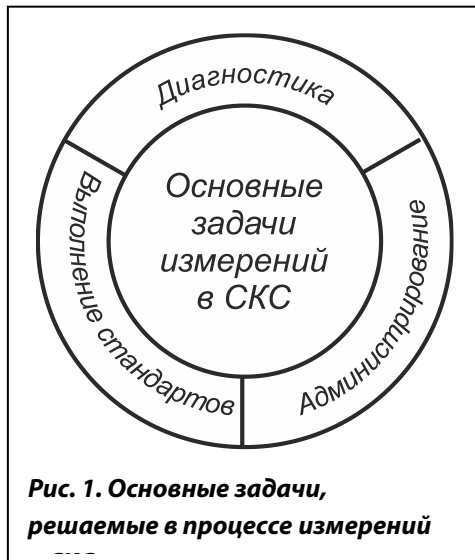 Диагностика
Выполнение стандартов
Администрирование
Основные
задачи
измерений
в СКС
Рис. 1. Основные задачи,
решаемые в процессе измерений